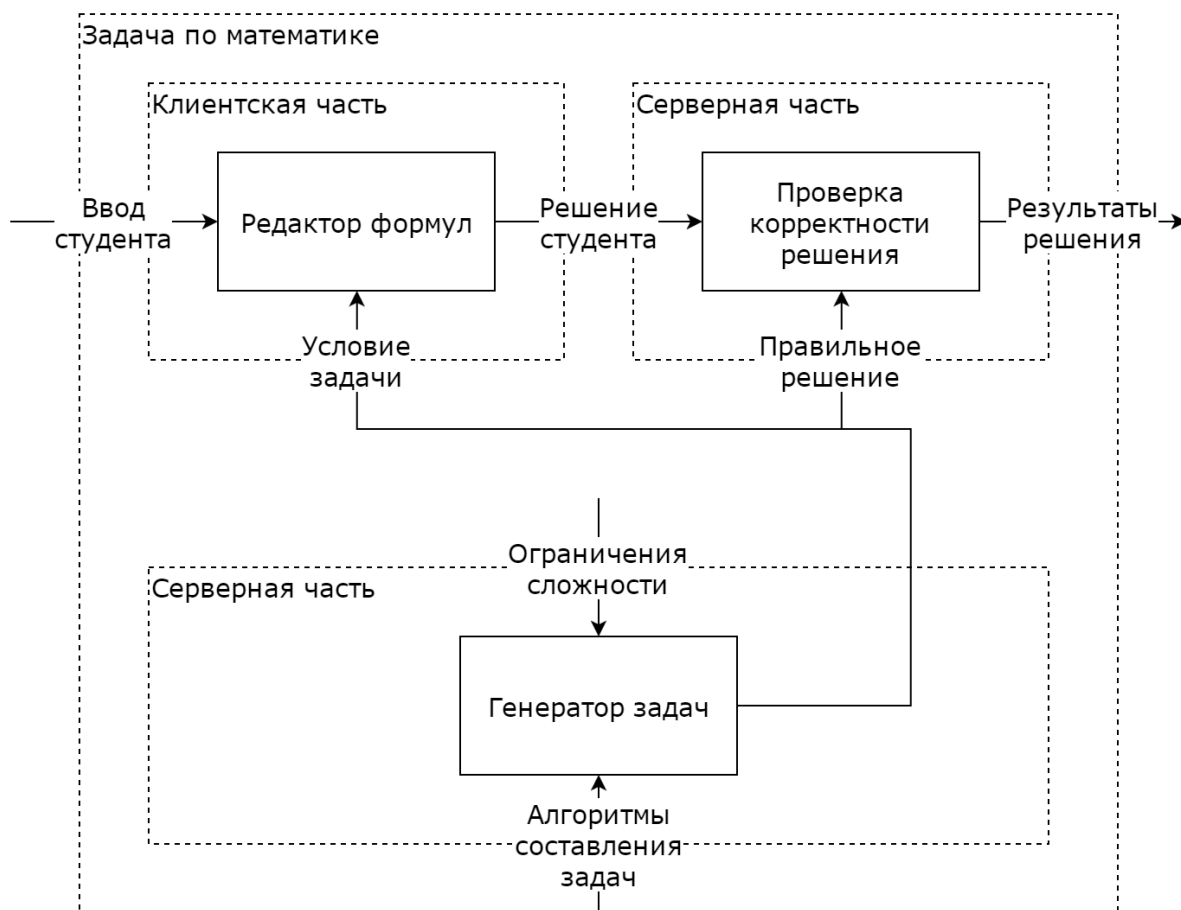 Задача по математике
Клиентская часть
Серверная часть
Ввод
студента
Редактор формул
Решение
студента
Проверка
корректности
решения
Результаты
решения
Условие
задачи
Правильное
решение
Ограничения
сложности
Серверная часть
Генератор задач
Алгоритмы
составления
задач